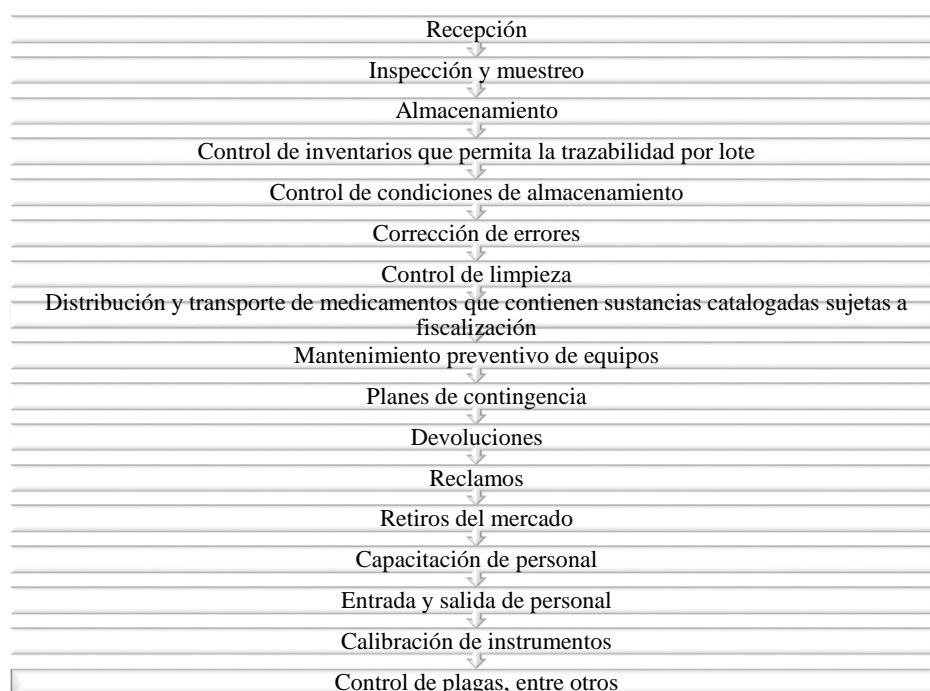 Recepción
Inspección y muestreo
Almacenamiento
Control de inventarios que permita la trazabilidad por lote
Control de condiciones de almacenamiento
Corrección de errores
Control de limpieza
Distribución y transporte de medicamentos que contienen sustancias catalogadas sujetas a
fiscalización
Mantenimiento preventivo de equipos
Planes de contingencia
Devoluciones
Reclamos
Retiros del mercado
Capacitación de personal
Entrada y salida de personal
Calibración de instrumentos
Control de plagas, entre otros